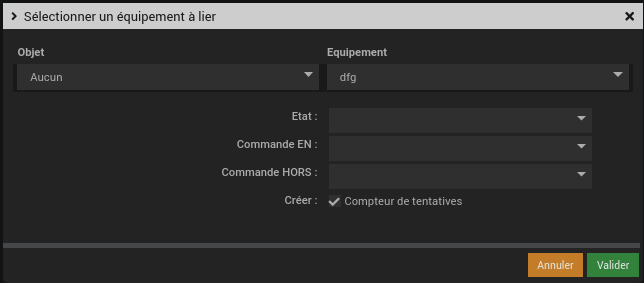 Sélectionner un équipement à lier
Objet Equipement
Aucun dfg
Etat :
Commande EN :
Commande HORS :
Créer : Compteur de tentatives
Annuler Valider